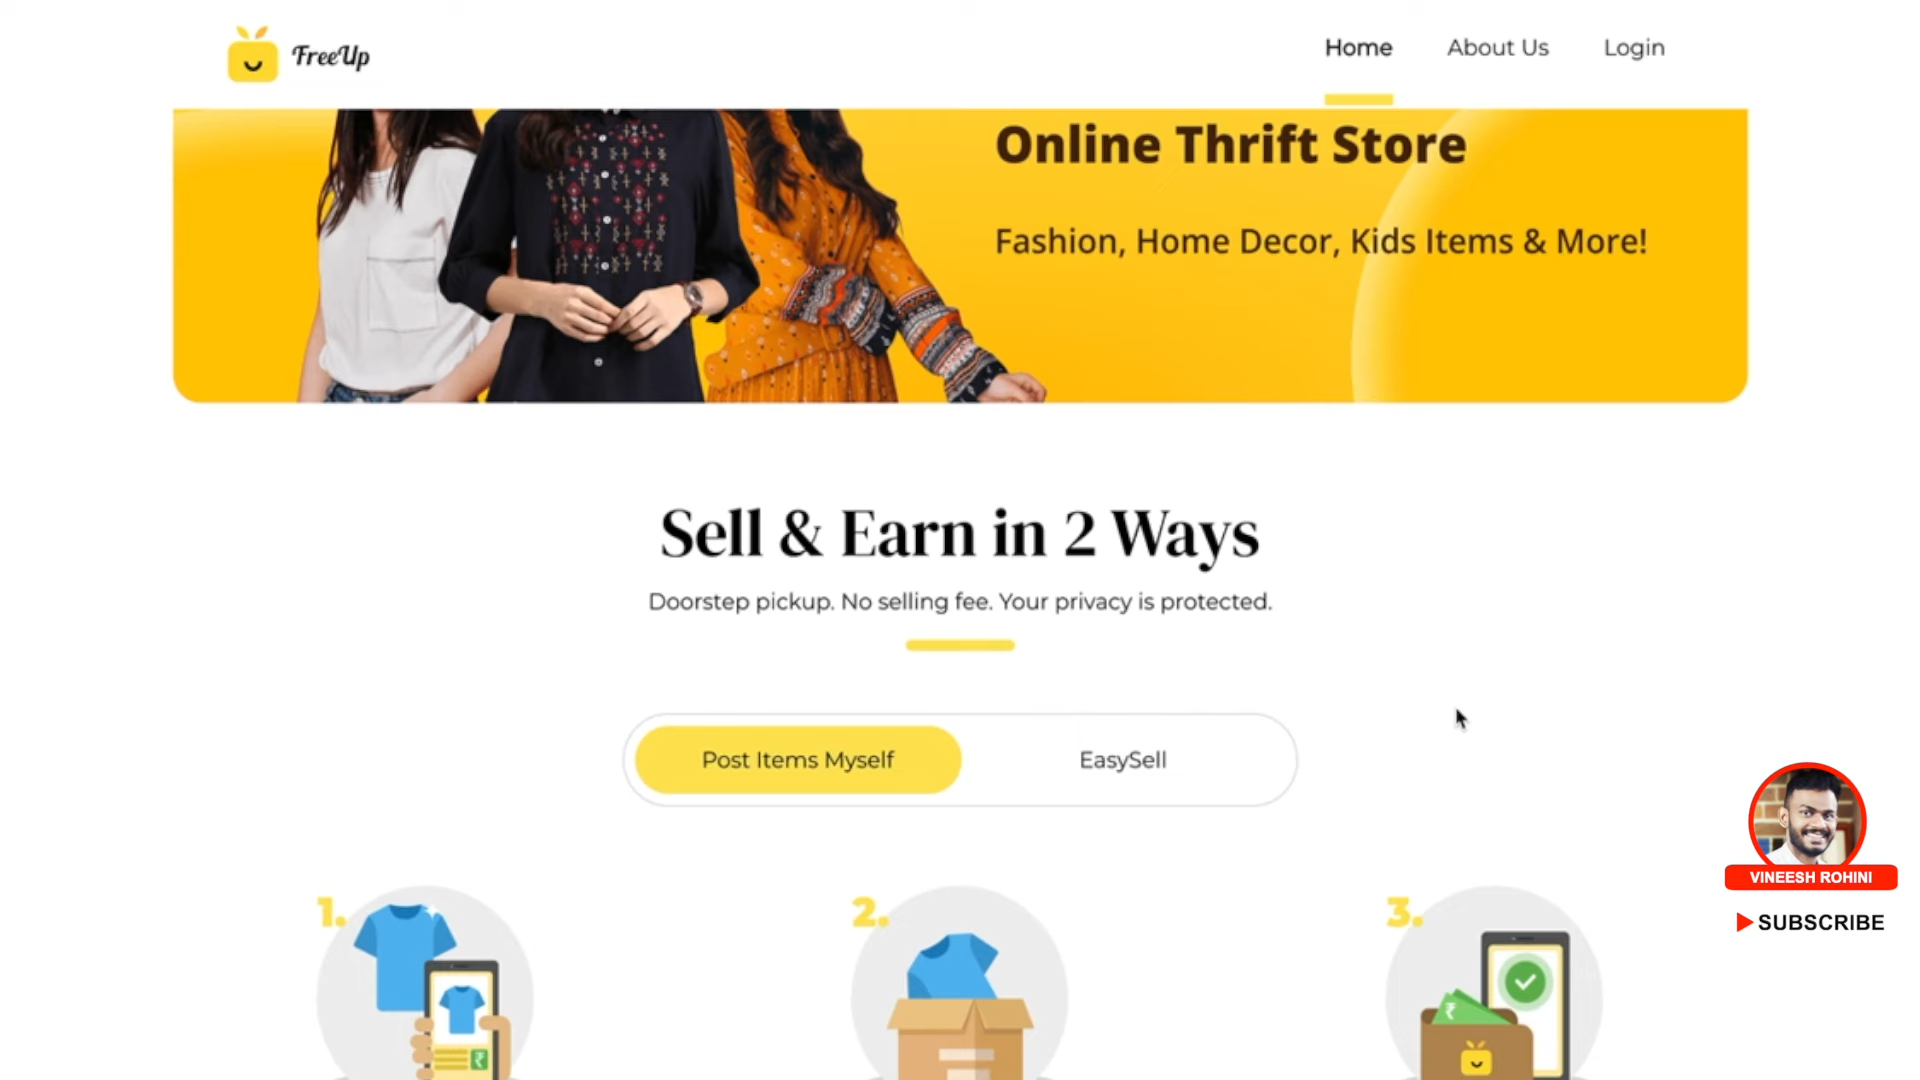 FreeUp
Home
About Us
Login
Online Thrift Store
Fashion, Home Decor, Kids Items & More!
Sell & Earn in 2 Ways
Doorstep pickup. No selling fee. Your privacy is protected.
Post Items Myself
EasySell
1.
2.
3.
₹
₹
VINEESH ROHINI
SUBSCRIBE